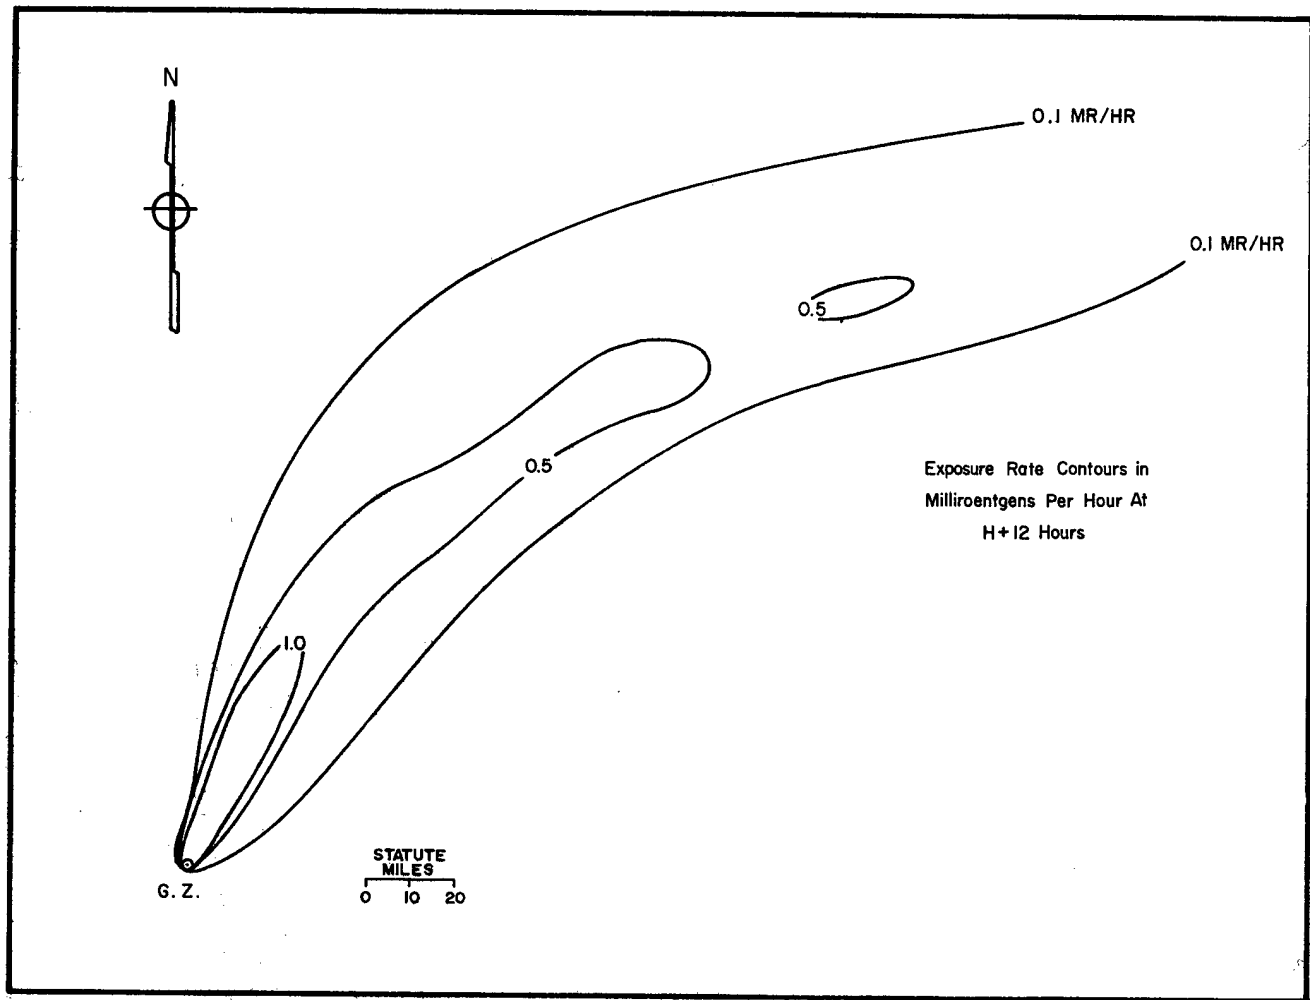 N
0.1 MR/HR
0.1 MR/HR
0.5
0.5
Exposure Rate Contours in
Milliroentgens Per Hour At
H+12 Hours
1.0
STATUTE
MILES
0 10 20
G. Z.